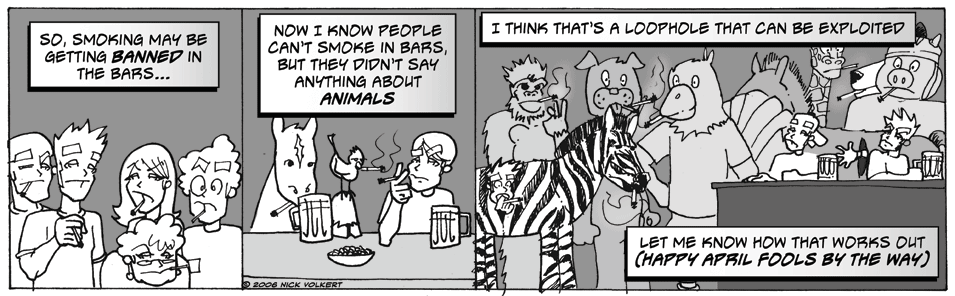 SO, SMOKING MAY BE
GETTING BANNED IN
THE BARS...
NOW I KNOW PEOPLE
CAN'T SMOKE IN BARS,
BUT THEY DIDN'T SAY
ANYTHING ABOUT
ANIMALS
© 2006 NICK VOLKERT
I THINK THAT'S A LOOPHOLE THAT CAN BE EXPLOITED
LET ME KNOW HOW THAT WORKS OUT
(HAPPY APRIL FOOLS BY THE WAY)